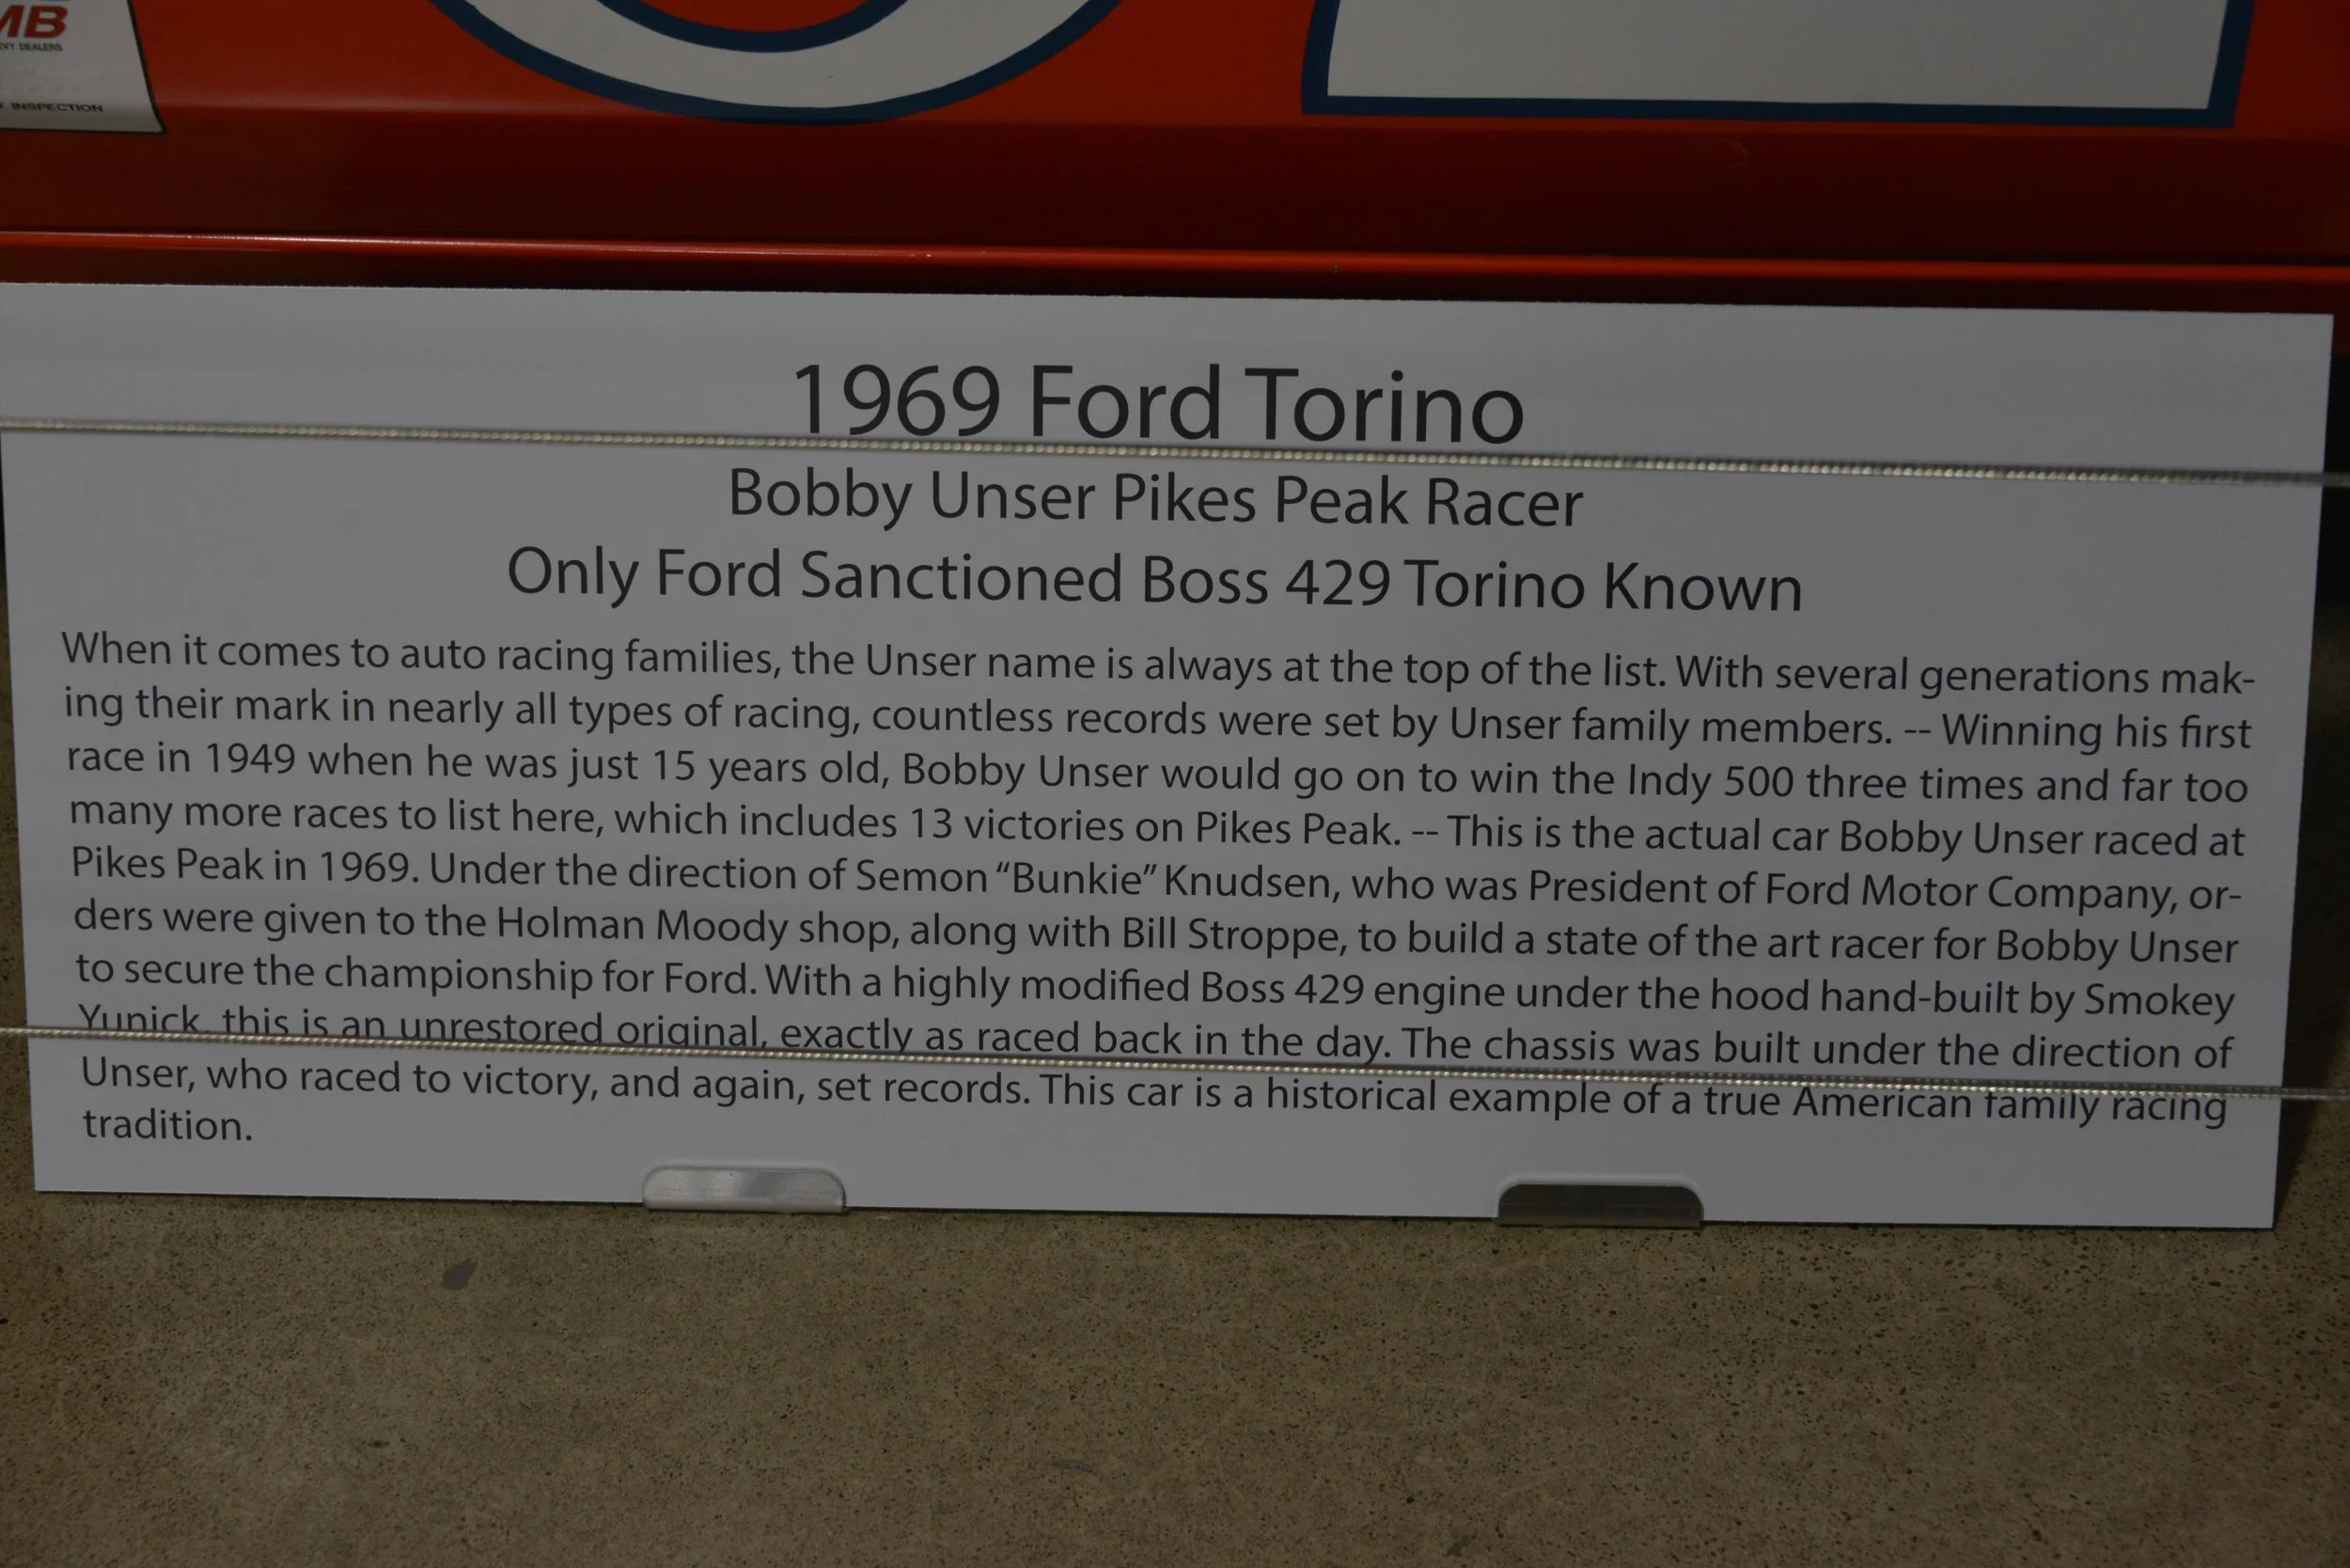 MB
VY DEALERS
INSPECTION
1969 Ford Torino
Bobby Unser Pikes Peak Racer
Only Ford Sanctioned Boss 429 Torino Known
When it comes to auto racing families, the Unser name is always at the top of the list. With several generations mak-
ing their mark in nearly all types of racing, countless records were set by Unser family members. -- Winning his first
race in 1949 when he was just 15 years old, Bobby Unser would go on to win the Indy 500 three times and far too
many more races to list here, which includes 13 victories on Pikes Peak. -- This is the actual car Bobby Unser raced at
Pikes Peak in 1969. Under the direction of Semon “Bunkie” Knudsen, who was President of Ford Motor Company, or-
ders were given to the Holman Moody shop, along with Bill Stroppe, to build a state of the art racer for Bobby Unser
to secure the championship for Ford. With a highly modified Boss 429 engine under the hood hand-built by Smokey
Yunick, this is an unrestored original, exactly as raced back in the day. The chassis was built under the direction of
Unser, who raced to victory, and again, set records. This car is a historical example of a true American family racing
tradition.